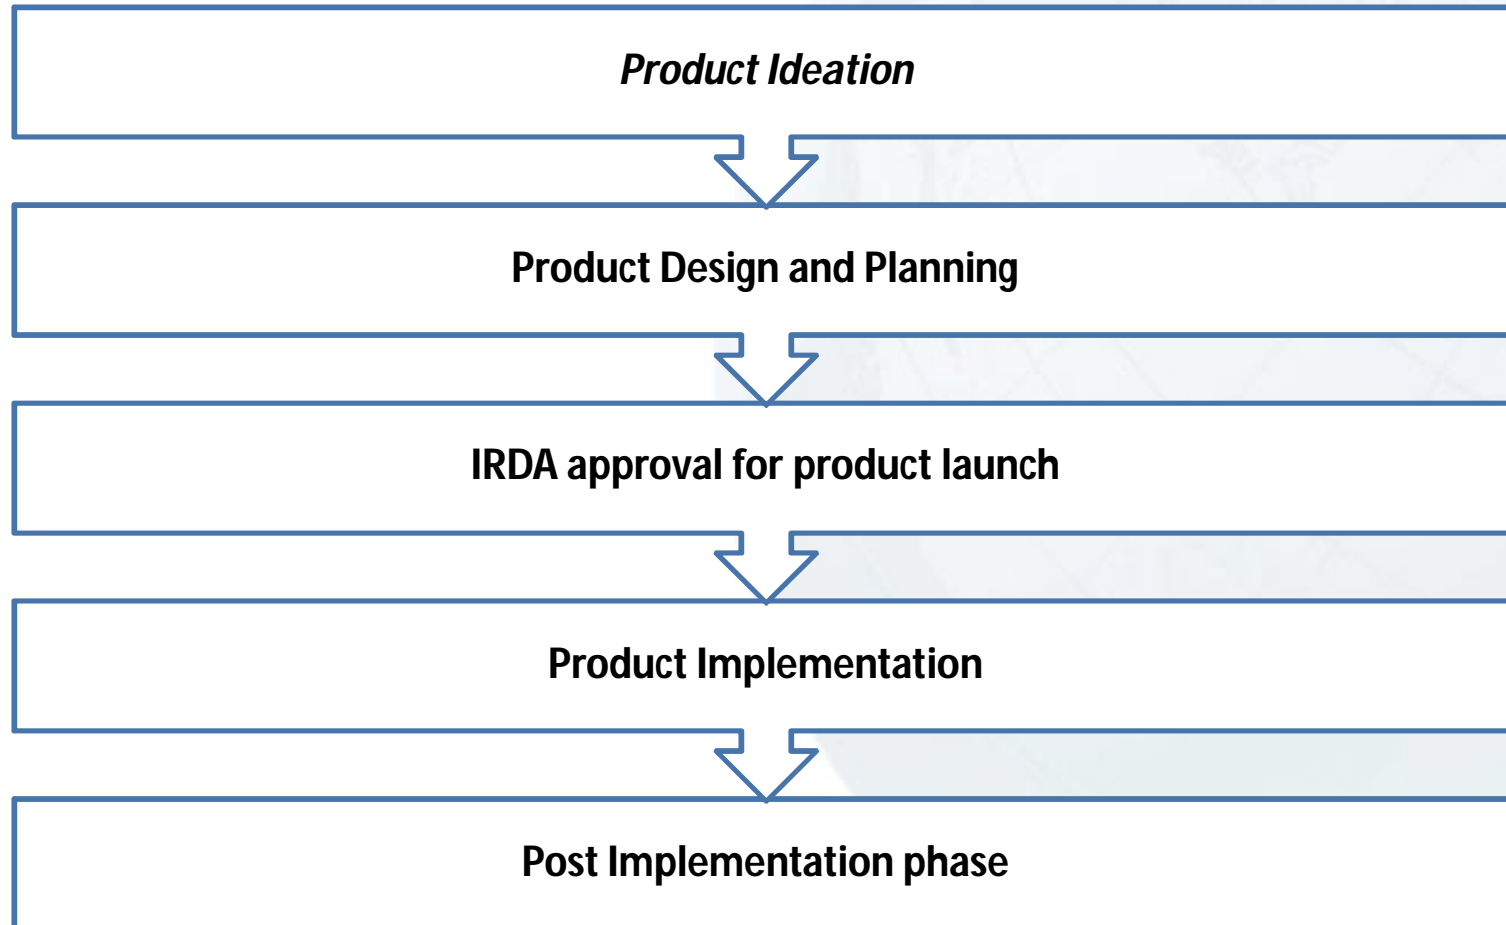 Product Ideation
Product Design and Planning
IRDA approval for product launch
Product Implementation
Post Implementation phase